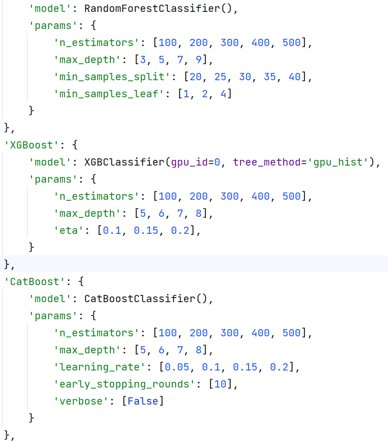 'model': RandomForestClassifier(),
'params': {
'n_estimators': [100, 200, 300, 400, 500],
'max_depth': [3, 5, 7, 9],
'min_samples_split': [20, 25, 30, 35, 40],
'min_samples_leaf': [1, 2, 4]
}
},
'XGBoost': {
'model': XGBClassifier(gpu_id=0, tree_method='gpu_hist'),
'params': {
'n_estimators': [100, 200, 300, 400, 500],
'max_depth': [5, 6, 7, 8],
'eta': [0.1, 0.15, 0.2],
}
},
'CatBoost': {
'model': CatBoostClassifier(),
'params': {
'n_estimators': [100, 200, 300, 400, 500],
'max_depth': [5, 6, 7, 8],
'learning_rate': [0.05, 0.1, 0.15, 0.2],
'early_stopping_rounds': [10],
'verbose': [False]
}
},